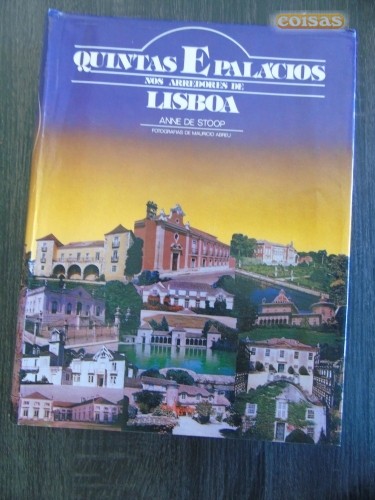 coisas
QUINTAS E PALÁCIOS
NOS ARREDORES DE
LISBOA
ANNE DE STOOP
FOTOGRAFIAS DE MAURICIO ABREU